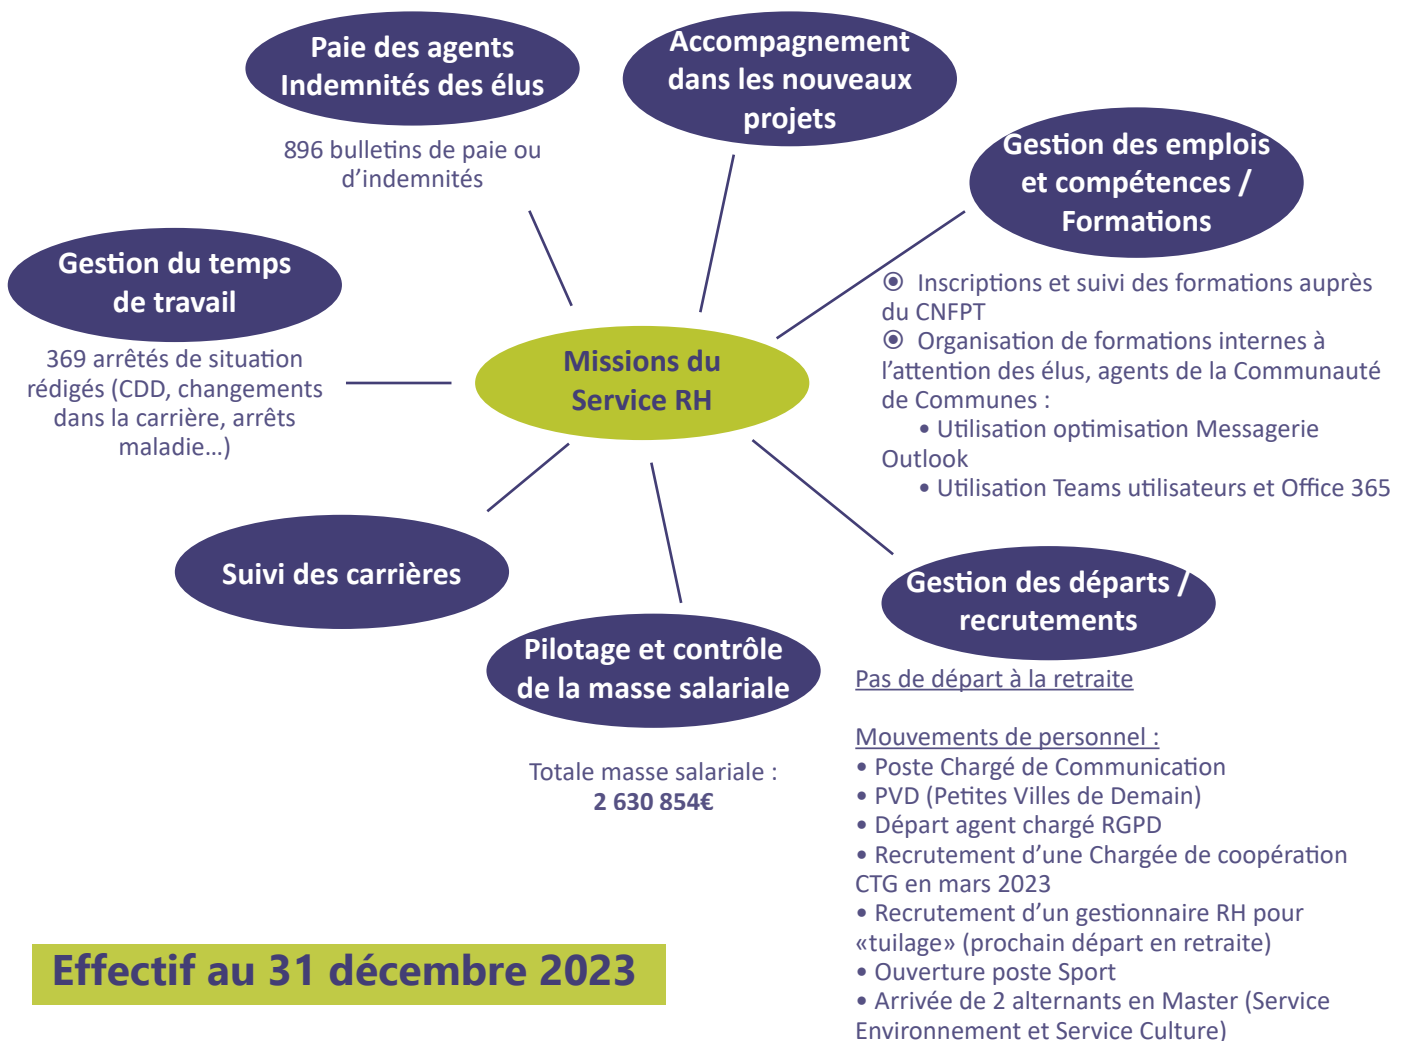 Paie des agents
Indemnités des élus
896 bulletins de paie ou
d’indemnités
Accompagnement
dans les nouveaux
projets
Gestion des emplois
et compétences /
Formations
◉ Inscriptions et suivi des formations auprès
du CNFPT
◉ Organisation de formations internes à
l’attention des élus, agents de la Communauté
de Communes :
• Utilisation optimisation Messagerie
Outlook
• Utilisation Teams utilisateurs et Office 365
Gestion du temps
de travail
369 arrêtés de situation
rédigés (CDD, changements
dans la carrière, arrêts
maladie...)
Missions du
Service RH
Suivi des carrières
Pilotage et contrôle
de la masse salariale
Totale masse salariale :
2 630 854€
Gestion des départs /
recrutements
Pas de départ à la retraite
Mouvements de personnel :
• Poste Chargé de Communication
• PVD (Petites Villes de Demain)
• Départ agent chargé RGPD
• Recrutement d’une Chargée de coopération
CTG en mars 2023
• Recrutement d’un gestionnaire RH pour
«tuilage» (prochain départ en retraite)
• Ouverture poste Sport
• Arrivée de 2 alternants en Master (Service
Environnement et Service Culture)
Effectif au 31 décembre 2023